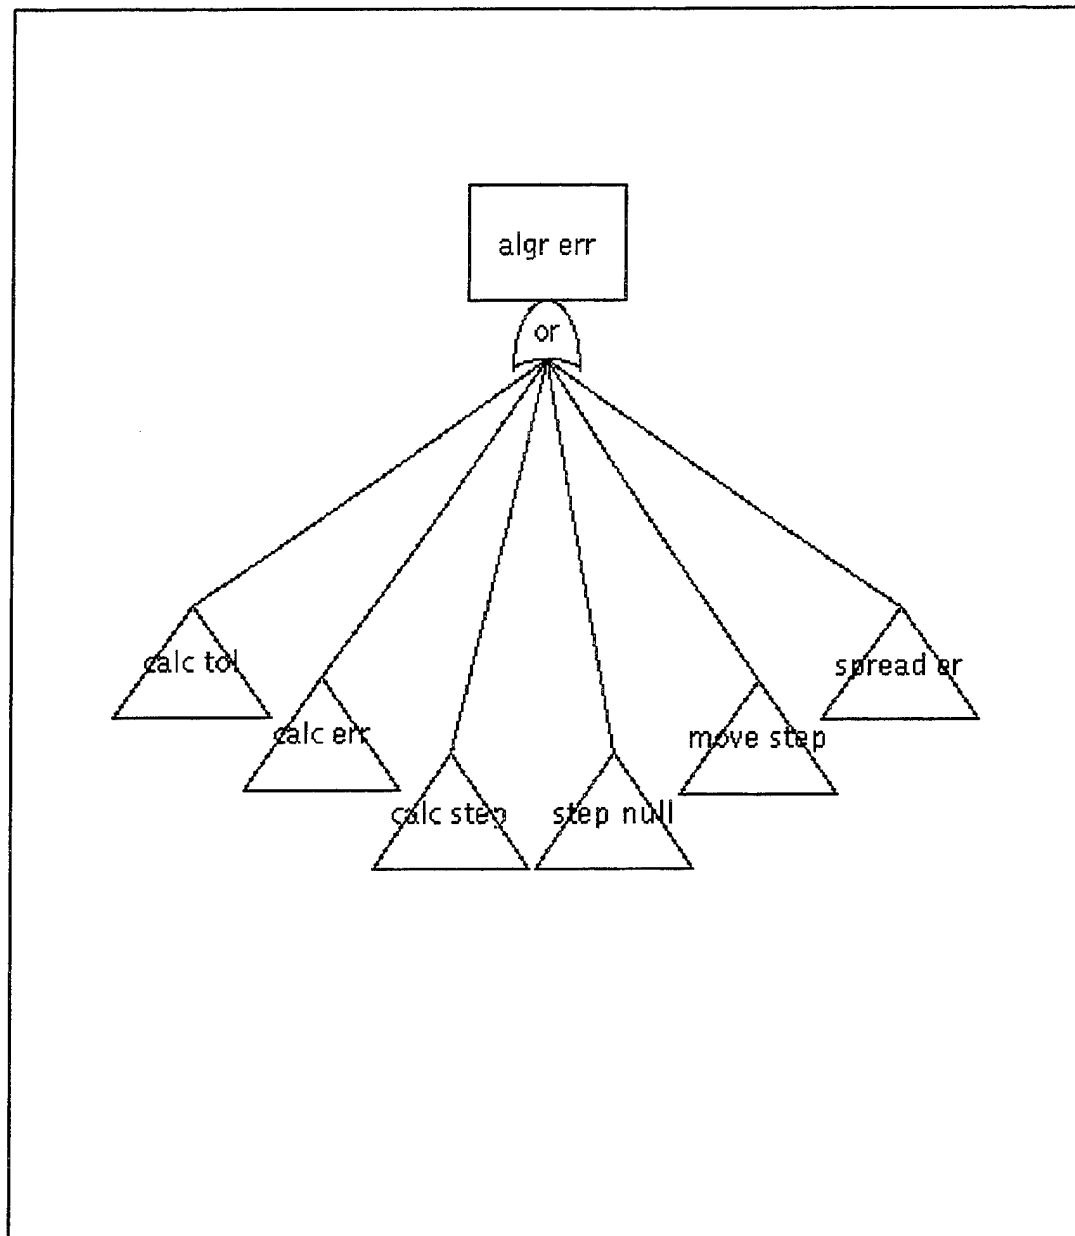 algr err
or
calc tol
spread er
calc err
move step
calc step
step null